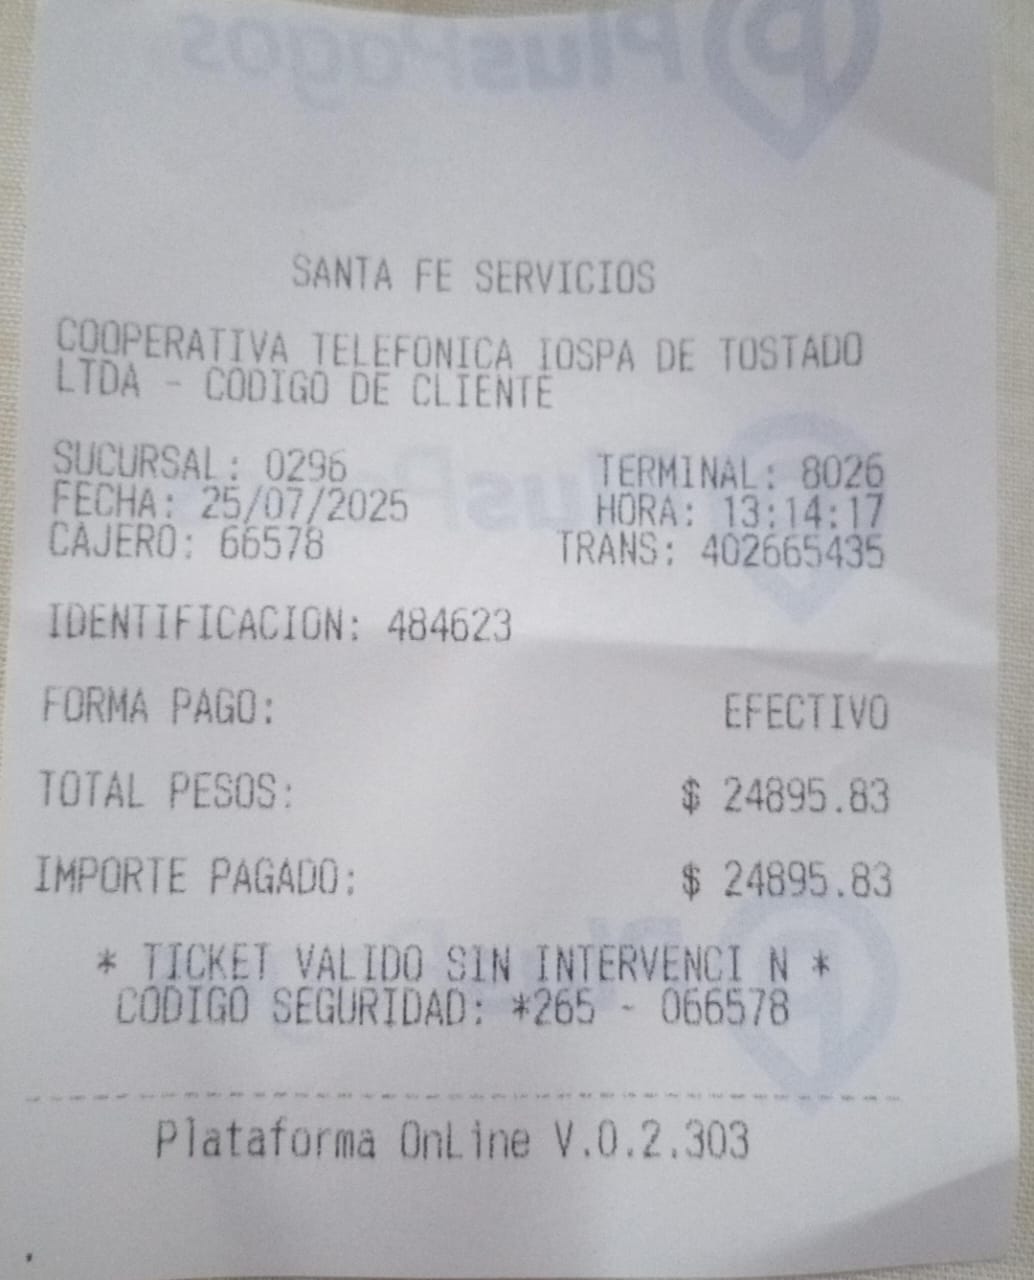 PlusPagos
SANTA FE SERVICIOS
COOPERATIVA TELEFONICA IOSPA DE TOSTADO
LTDA - CODIGO DE CLIENTE
SUCURSAL: 0296 TERMINAL: 8026
FECHA: 25/07/2025 HORA: 13:14:17
CAJERO: 66578 TRANS: 402665435
IDENTIFICACION: 484623
FORMA PAGO: EFECTIVO
TOTAL PESOS: $ 24895.83
IMPORTE PAGADO: $ 24895.83
* TICKET VALIDO SIN INTERVENCI N *
CODIGO SEGURIDAD: *265 - 066578
Plataforma OnLine V.0.2.303